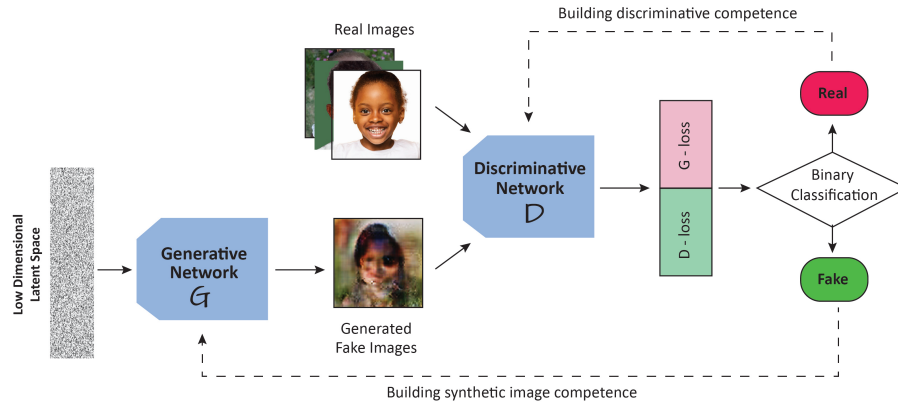 Building discriminative competence
Real Images
Real
Discriminative
Network
D
G - loss
D - loss
Binary
Classification
Low Dimensional
Latent Space
Generative
Network
G
Fake
Generated
Fake Images
Building synthetic image competence